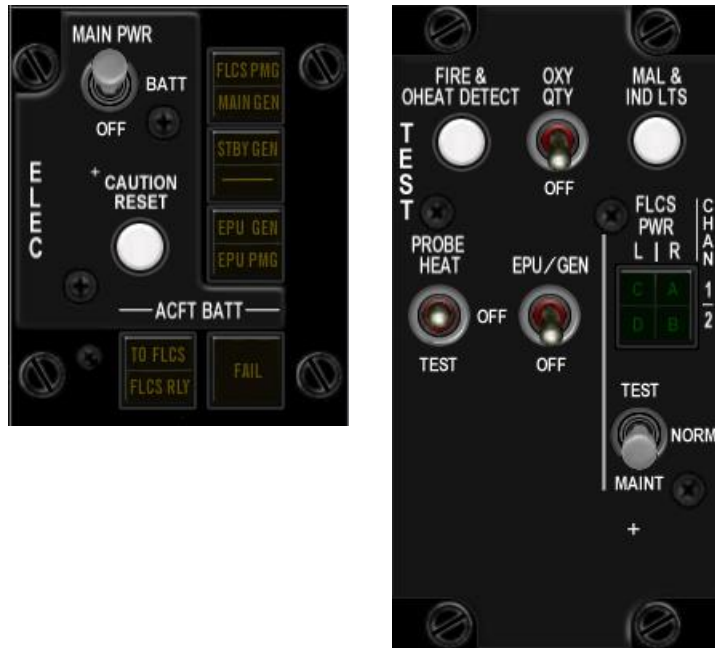 MAIN PWR
BATT
OFF
ELEC
+ CAUTION
RESET
FLCS PMG
MAIN GEN
STBY GEN
EPU GEN
EPU PMG
ACFT BATT
TO FLCS
FLCS RLY
FAIL
FIRE &
OHEAT DETECT
OXY
QTY
MAL &
IND LTS
TEST
OFF
FLCS
PWR
L | R
CHAN
C A
D B
1
2
PROBE
HEAT
OFF
TEST
EPU/GEN
OFF
TEST
NORM
MAINT
+